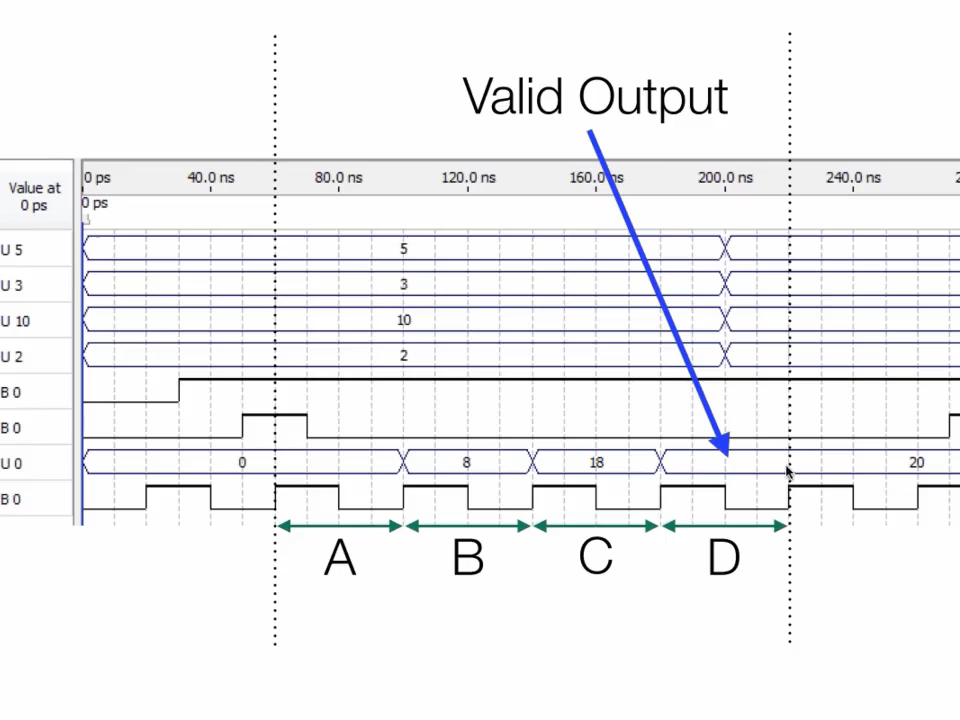 Valid Output
Value at
0 ps
0 ps 40.0 ns 80.0 ns 120.0 ns 160.0 ns 200.0 ns 240.0 ns 2
0 ps
U 5 5
U 3 3
U 10 10
U 2 2
B 0
B 0
U 0 0 8 18 20
B 0
A B C D